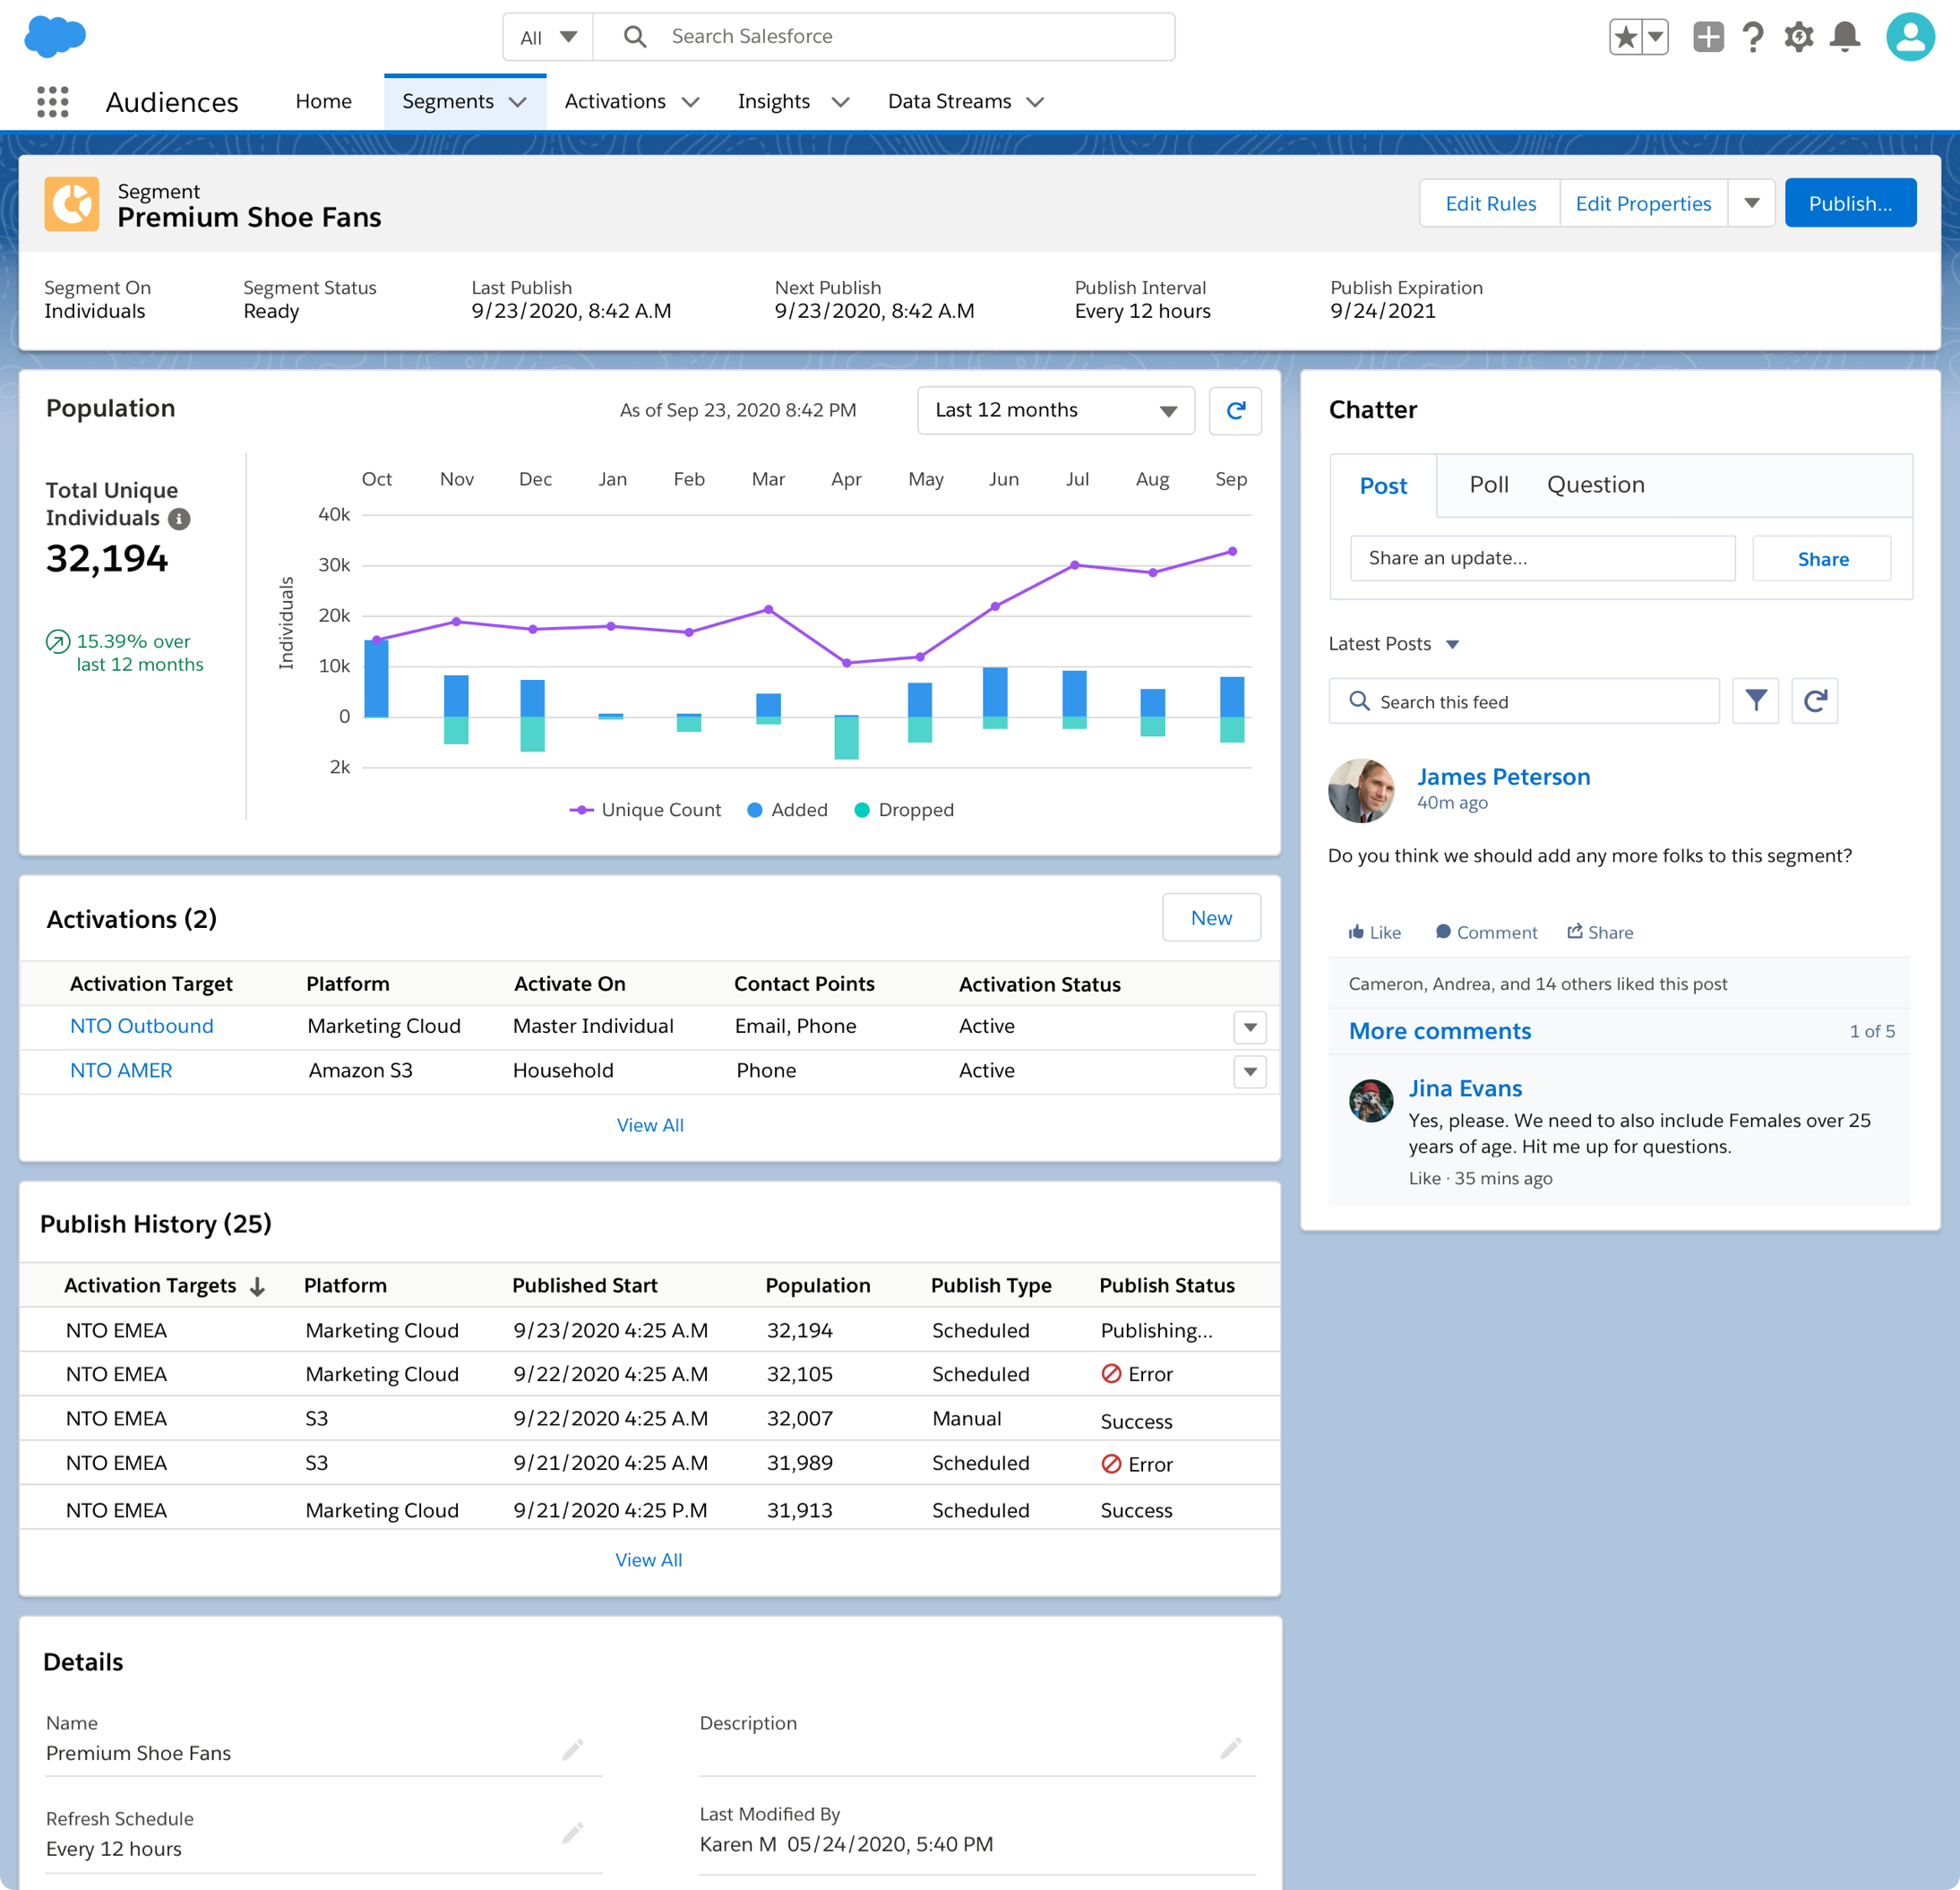 All
Search Salesforce
Audiences
Home
Segments
Activations
Insights
Data Streams
Segment
Premium Shoe Fans
Edit Rules
Edit Properties
Publish...
Segment On
Individuals
Segment Status
Ready
Last Publish
9/23/2020, 8:42 A.M
Next Publish
9/23/2020, 8:42 A.M
Publish Interval
Every 12 hours
Publish Expiration
9/24/2021
Population
As of Sep 23, 2020 8:42 PM
Last 12 months
Total Unique
Individuals
32,194
15.39% over
last 12 months
Oct Nov Dec Jan Feb Mar Apr May Jun Jul Aug Sep
Individuals
40k
30k
20k
10k
0
2k
Unique Count Added Dropped
Activations (2)
New
Activation Target Platform Activate On Contact Points Activation Status
NTO Outbound Marketing Cloud Master Individual Email, Phone Active
NTO AMER Amazon S3 Household Phone Active
View All
Publish History (25)
Activation Targets Platform Published Start Population Publish Type Publish Status
NTO EMEA Marketing Cloud 9/23/2020 4:25 A.M 32,194 Scheduled Publishing...
NTO EMEA Marketing Cloud 9/22/2020 4:25 A.M 32,105 Scheduled Error
NTO EMEA S3 9/22/2020 4:25 A.M 32,007 Manual Success
NTO EMEA S3 9/21/2020 4:25 A.M 31,989 Scheduled Error
NTO EMEA Marketing Cloud 9/21/2020 4:25 P.M 31,913 Scheduled Success
View All
Details
Name
Premium Shoe Fans
Description
Refresh Schedule
Every 12 hours
Last Modified By
Karen M 05/24/2020, 5:40 PM
Chatter
Post
Poll
Question
Share an update...
Share
Latest Posts
Search this feed
James Peterson
40m ago
Do you think we should add any more folks to this segment?
Like Comment Share
Cameron, Andrea, and 14 others liked this post
More comments
1 of 5
Jina Evans
Yes, please. We need to also include Females over 25
years of age. Hit me up for questions.
Like · 35 mins ago